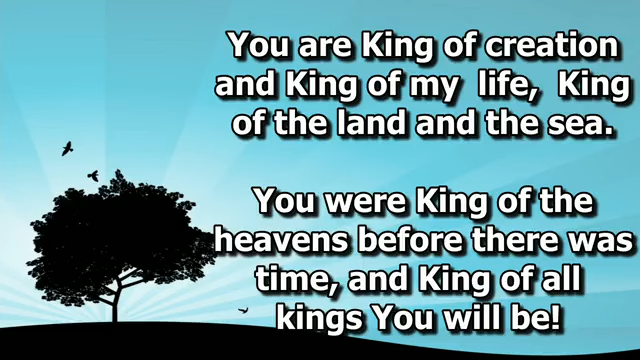 You are King of creation
and King of my life, King
of the land and the sea.
You were King of the
heavens before there was
time, and King of all
kings You will be!